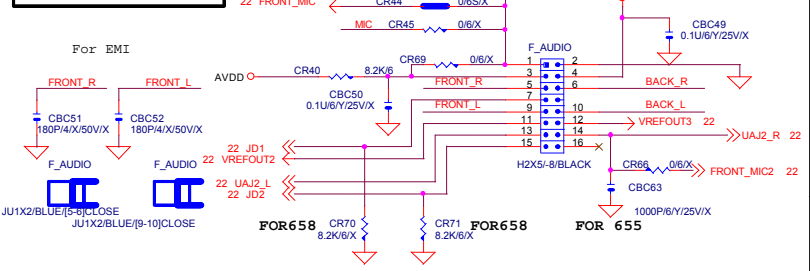 22 FRONT_MIC
CR44
0/6S/X
MIC
CR45
0/6/X
For EMI
CBC49
0.1U/6/Y/25V/X
F_AUDIO
CR69
0/6/X
1 2
AVDD
CR40
8.2K/6
3 4
FRONT_R
FRONT_L
FRONT_R
5 6
BACK_R
CBC50
0.1U/6/Y/25V/X
7
FRONT_L
9 10
BACK_L
CBC51
180P/4/X/50V/X
CBC52
180P/4/X/50V/X
11 12
VREFOUT3 22
13 14
UAJ2_R 22
22 JD1
15 16
22 VREFOUT2
H2X5/-8/BLACK
F_AUDIO
F_AUDIO
CR66
0/6/X
FRONT_MIC2 22
22 UAJ2_L
22 JD2
CBC63
JU1X2/BLUE/[5-6]CLOSE
JU1X2/BLUE/[9-10]CLOSE
1000P/6/Y/25V/X
FOR658
CR70
8.2K/6/X
CR71
8.2K/6/X
FOR658
FOR 655